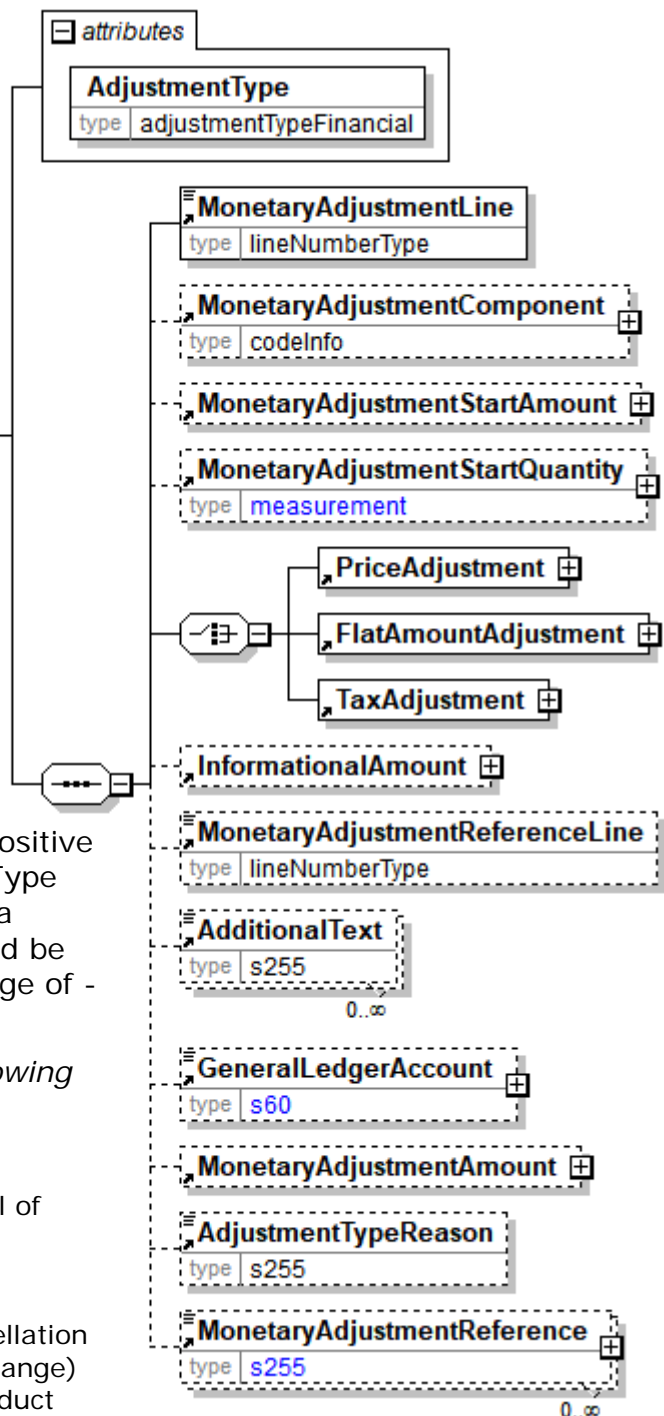 attributes
AdjustmentType
type adjustmentTypeFinancial
MonetaryAdjustmentLine
type lineNumberType
MonetaryAdjustmentComponent
type codeInfo
MonetaryAdjustmentStartAmount
MonetaryAdjustmentStartQuantity
type measurement
PriceAdjustment
FlatAmountAdjustment
TaxAdjustment
InformationalAmount
MonetaryAdjustmentReferenceLine
type lineNumberType
AdditionalText
type s255
0..∞
GeneralLedgerAccount
type s60
MonetaryAdjustmentAmount
AdjustmentTypeReason
type s255
MonetaryAdjustmentReference
type s255
0..∞
ositive
Type
a
d be
ge of -
owing
l of
ellation
ange)
duct